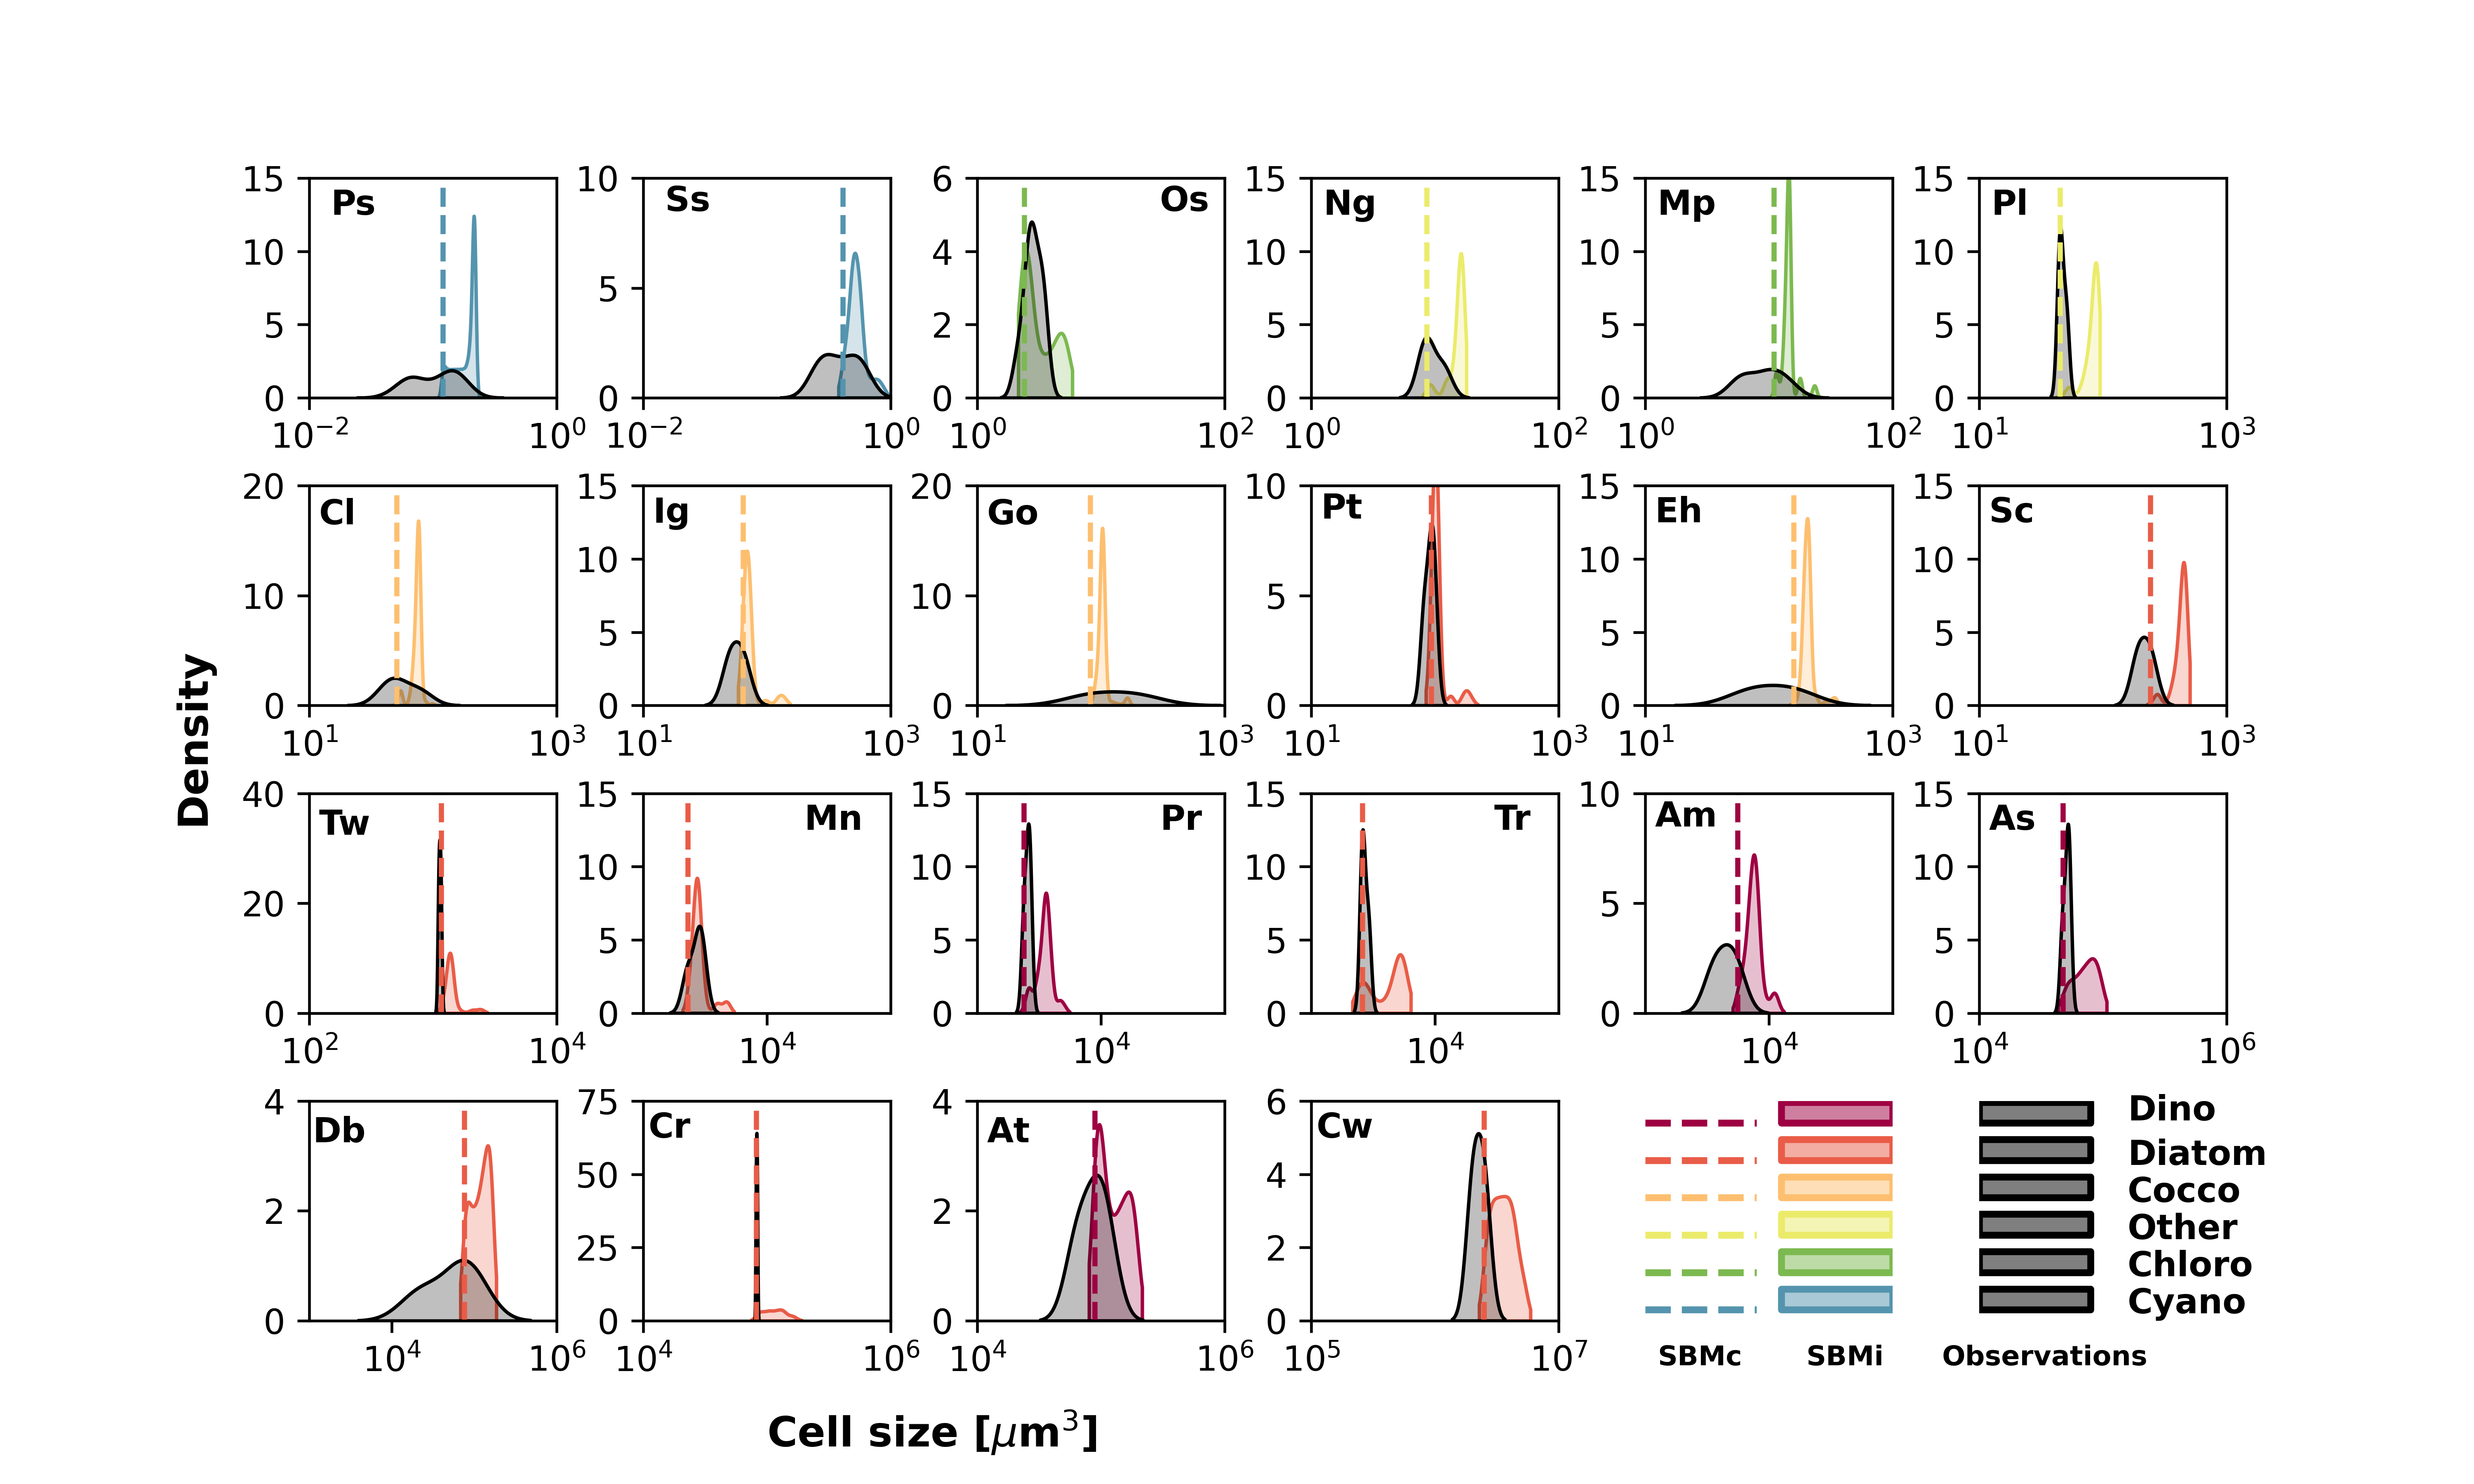 15 10 6 15 15 15
Ps Ss Os Ng Mp Pl
10 4 10 10 10
5 5 2 5 5 5
0 0 0 0 0 0
10⁻² 10⁰ 10⁻² 10⁰ 10⁰ 10² 10⁰ 10² 10⁰ 10² 10¹ 10³
20 15 20 10 15 15
Cl Ig Go Pt Eh Sc
10 10 10 5 10 10
5 5 5
0 0 0 0 0 0
10¹ 10³ 10¹ 10³ 10¹ 10³ 10¹ 10³ 10¹ 10³ 10¹ 10³
Density
40 15 15 15 10 15
Tw Mn Pr Tr Am As
20 10 10 10 5 10
5 5 5 5
0 0 0 0 0 0
10² 10⁴ 10⁴ 10⁴ 10⁴ 10⁴ 10⁴ 10⁶
4 75 4 6
Db Cr At Cw
2 50 2 4
25 2
0 0 0 0
10⁴ 10⁶ 10⁴ 10⁶ 10⁴ 10⁶ 10⁵ 10⁷
Dino
Diatom
Cocco
Other
Chloro
Cyano
SBMc SBMi Observations
Cell size [μm³]